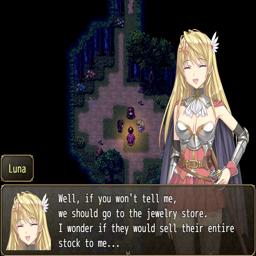 Luna
Well, if you won't tell me,
we should go to the jewelry store.
I wonder if they would sell their entire
stock to me...